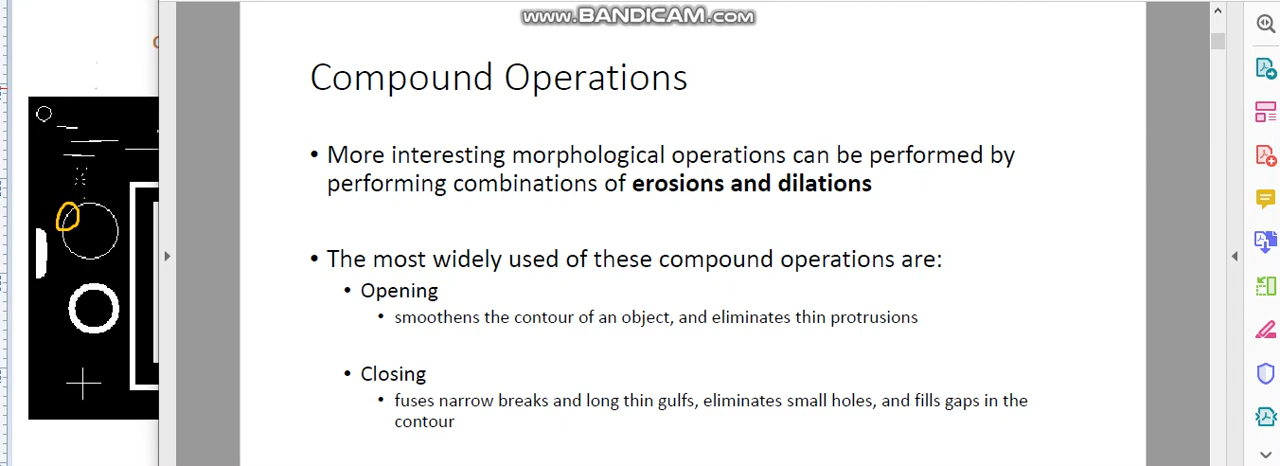 www.BANDICAM.com
Compound Operations
• More interesting morphological operations can be performed by
performing combinations of erosions and dilations
• The most widely used of these compound operations are:
• Opening
• smoothens the contour of an object, and eliminates thin protrusions
• Closing
• fuses narrow breaks and long thin gulfs, eliminates small holes, and fills gaps in the
contour